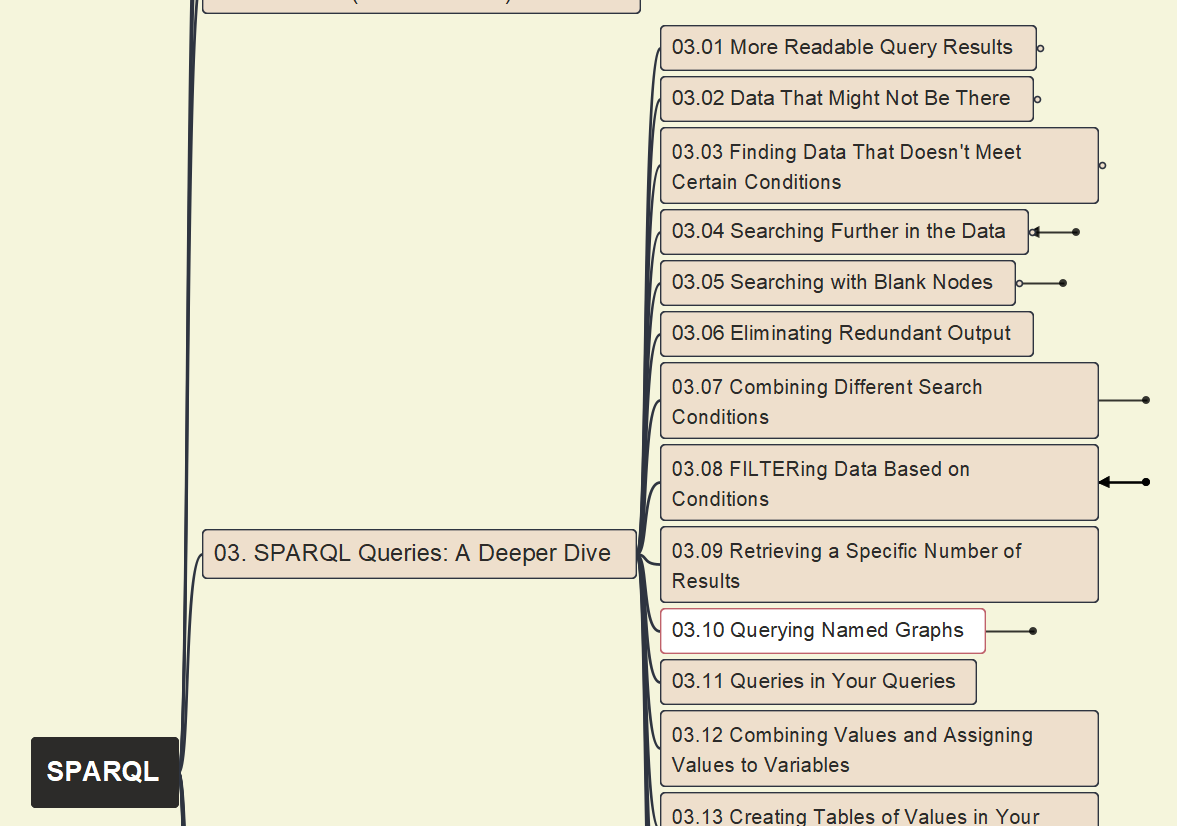 03.01 More Readable Query Results
03.02 Data That Might Not Be There
03.03 Finding Data That Doesn't Meet
Certain Conditions
03.04 Searching Further in the Data
03.05 Searching with Blank Nodes
03.06 Eliminating Redundant Output
03.07 Combining Different Search
Conditions
03.08 FILTERing Data Based on
Conditions
03. SPARQL Queries: A Deeper Dive
03.09 Retrieving a Specific Number of
Results
03.10 Querying Named Graphs
03.11 Queries in Your Queries
03.12 Combining Values and Assigning
Values to Variables
SPARQL
03.13 Creating Tables of Values in Your